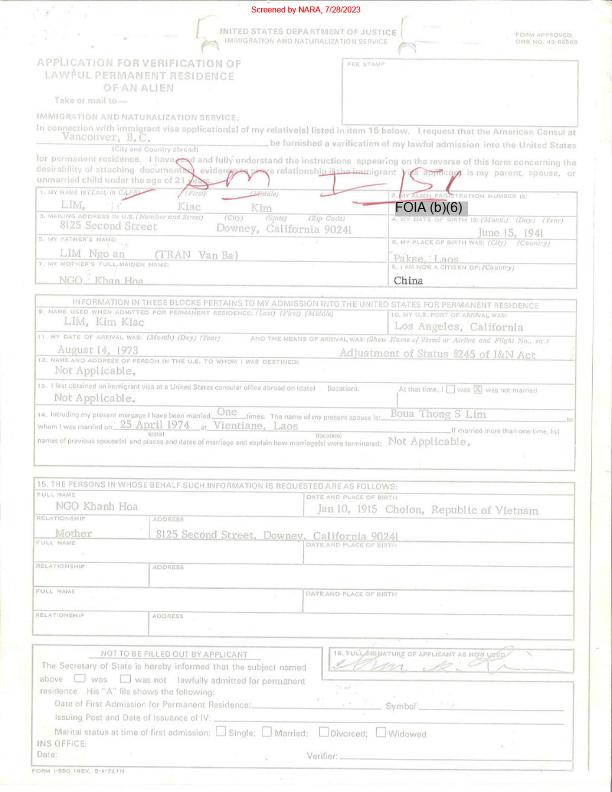 Screened by NARA, 7/28/2023
UNITED STATES DEPARTMENT OF JUSTICE
IMMIGRATION AND NATURALIZATION SERVICE
FORM APPROVED.
OMB NO.
APPLICATION FOR VERIFICATION OF
LAWFUL PERMANENT RESIDENCE
OF AN ALIEN
Take or mail to—
FEE STAMP
IMMIGRATION AND NATURALIZATION SERVICE.
In connection with immigrant visa application(s) of my relative(s) listed in item 15 below. I request that the American Consul at
Vancouver, B.C. be furnished a varification of my lawful admission into the United States
(City and Country abroad)
for permanent residence. I have and fully understand the instructions appearing on the reverse of this form concerning the
desirability of attaching document evidence relationship is the immigrant visa applicant is my parent, spouse, or
unmarried child under the age of 21 years.
1. MY NAME IS (Last in CAPS) (First) (Middle)
LIM, Kiac Kim
2. MY ALIEN REGISTRATION NUMBER IS:
FOIA (b)(6)
3. MAILING ADDRESS IN U.S. (Number and Street) (City) (State) (Zip Code)
8125 Second Street Downey, California 90241
4. MY DATE OF BIRTH IS: (Month) (Day) (Year)
June 15, 1941
5. MY FATHER'S NAME:
LIM Ngo an (TRAN Van Ba)
6. MY PLACE OF BIRTH WAS: (City) (Country)
Pakse, Laos
7. MY MOTHER'S FULL MAIDEN NAME:
NGO Khan Hoa
8. I AM NOW A CITIZEN OF: (Country)
China
INFORMATION IN THESE BLOCKS PERTAINS TO MY ADMISSION INTO THE UNITED STATES FOR PERMANENT RESIDENCE
9. NAME USED WHEN ADMITTED FOR PERMANENT RESIDENCE: (Last) (First) (Middle)
LIM, Kim Kiac
10. MY U.S. PORT OF ARRIVAL WAS:
Los Angeles, California
11. MY DATE OF ARRIVAL WAS: (Month) (Day) (Year) AND THE MEANS OF ARRIVAL WAS: (Show Name of Vessel or Airline and Flight No., etc.)
August 14, 1973 Adjustment of Status §245 of I&N Act
12. NAME AND ADDRESS OF PERSON IN THE U.S. TO WHOM I WAS DESTINED:
Not Applicable.
13. I last obtained an immigrant visa at a United States consular office abroad on (date) (location). At that time, I was X was not married
Not Applicable.
14. Including my present marriage I have been married One times. The name of my present spouse is: Boua Thong S Lim to
whom I was married on 25 April 1974 at Vientiane, Laos If married more than one time, list
(date) (location)
names of previous spouse(s) and places and dates of marriage and explain how marriage(s) were terminated: Not Applicable.
15. THE PERSONS IN WHOSE BEHALF SUCH INFORMATION IS REQUESTED ARE AS FOLLOWS:
FULL NAME DATE AND PLACE OF BIRTH
NGO Khanh Hoa Jan 10, 1915 Cholon, Republic of Vietnam
RELATIONSHIP ADDRESS
Mother 8125 Second Street, Downey, California 90241
FULL NAME DATE AND PLACE OF BIRTH
RELATIONSHIP ADDRESS
FULL NAME DATE AND PLACE OF BIRTH
RELATIONSHIP ADDRESS
NOT TO BE FILLED OUT BY APPLICANT
16. FULL SIGNATURE OF APPLICANT AS NOW USED
The Secretary of State is hereby informed that the subject named
above was was not lawfully admitted for permanent
residence. His "A" file shows the following:
Date of First Admission for Permanent Residence: Symbol
Issuing Post and Date of Issuance of IV:
Marital status at time of first admission: Single; Married; Divorced; Widowed
INS OFFICE:
Date: Verifier: